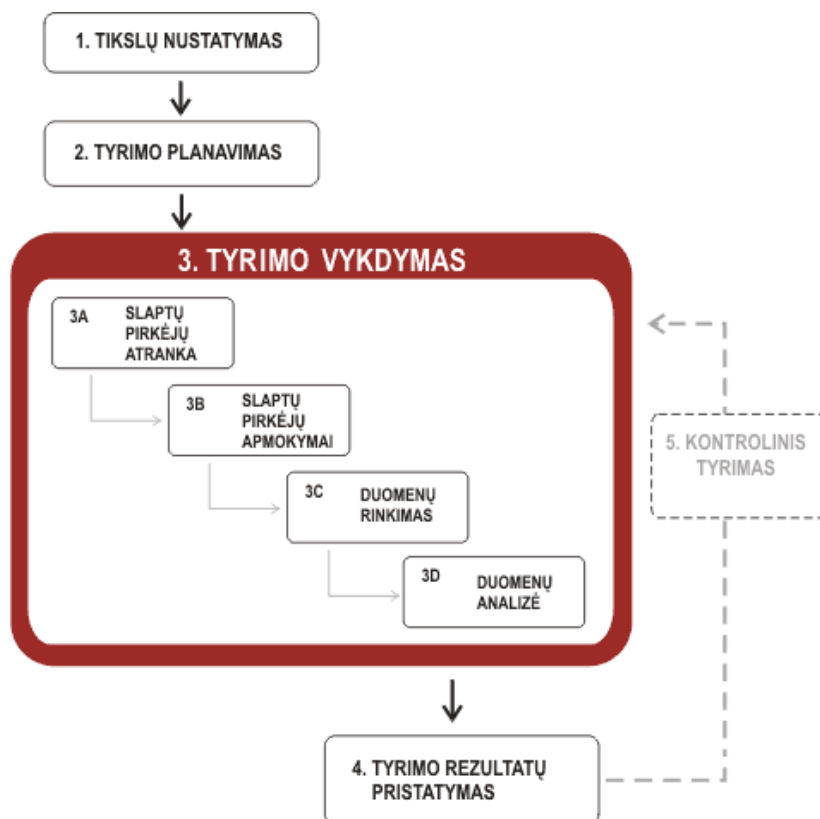 1. TIKSLŲ NUSTATYMAS
2. TYRIMO PLANAVIMAS
3. TYRIMO VYKDYMAS
3A SLAPTŲ
PIRKĖJŲ
ATRANKA
3B SLAPTŲ
PIRKĖJŲ
APMOKYMAI
3C DUOMENŲ
RINKIMAS
3D DUOMENŲ
ANALIZĖ
4. TYRIMO REZULTATŲ
PRISTATYMAS
5. KONTROLINIS
TYRIMAS